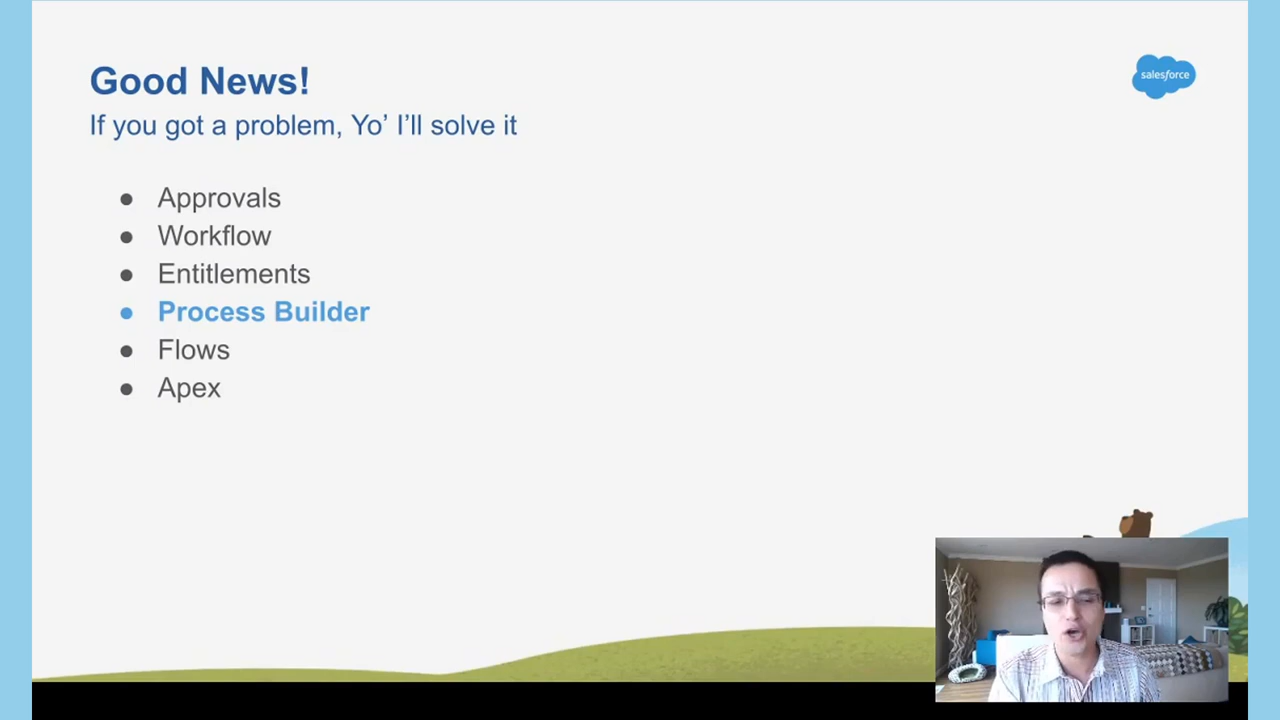 Good News!
salesforce
If you got a problem, Yo’ I’ll solve it
● Approvals
● Workflow
● Entitlements
● Process Builder
● Flows
● Apex